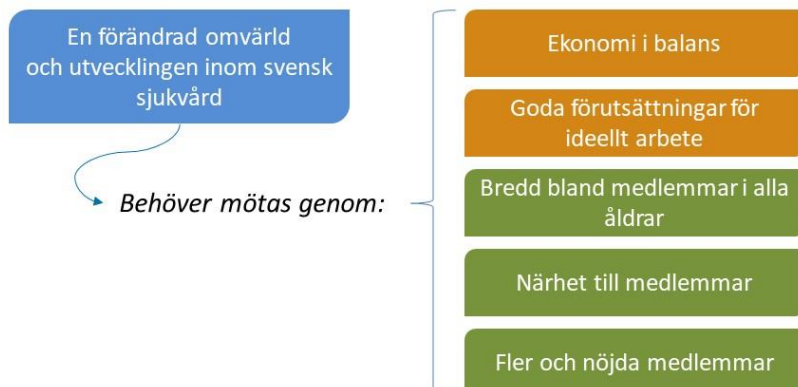 En förändrad omvärld
och utvecklingen inom svensk
sjukvård
Behöver mötas genom:
Ekonomi i balans
Goda förutsättningar för
ideellt arbete
Bredd bland medlemmar i alla
åldrar
Närhet till medlemmar
Fler och nöjda medlemmar